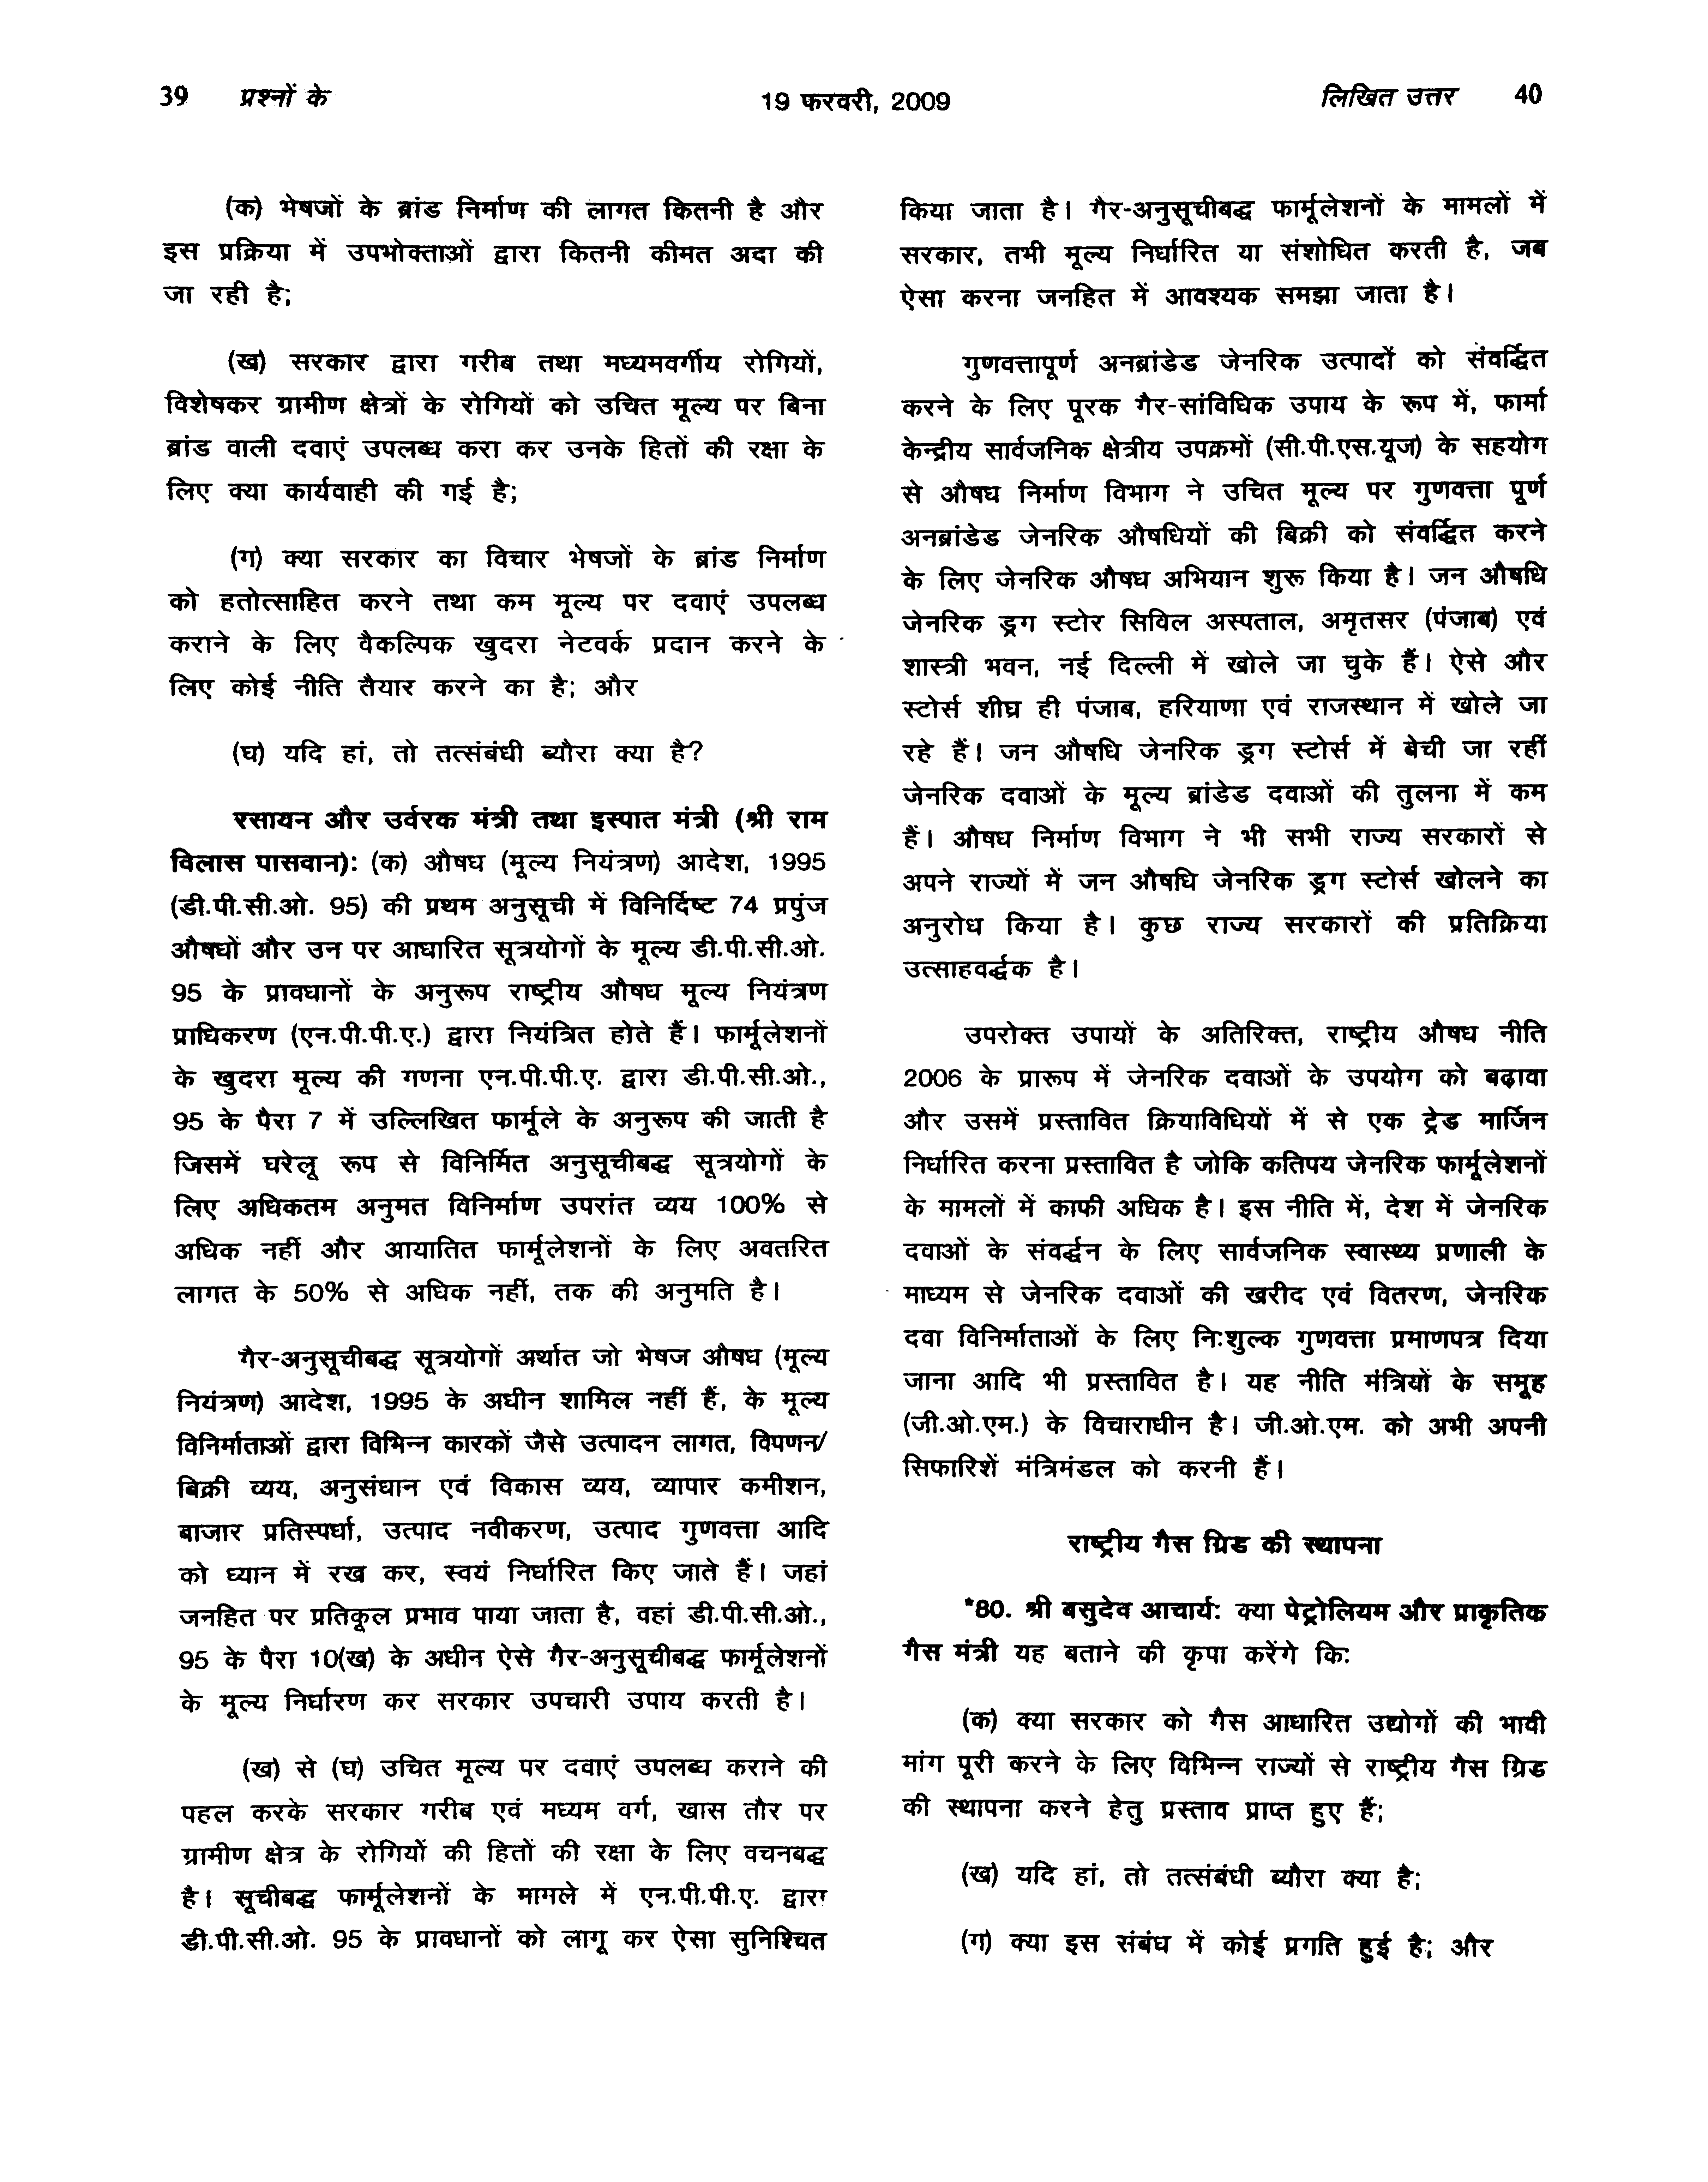 39 प्रश्नों के
19 फरवरी, 2009
लिखित उत्तर 40
(क) भेषजों के ब्रांड निर्माण की लागत कितनी है और
इस प्रक्रिया में उपभोक्ताओं द्वारा कितनी कीमत अदा की
जा रही है;
(ख) सरकार द्वारा गरीब तथा मध्यमवर्गीय रोगियों,
विशेषकर ग्रामीण क्षेत्रों के रोगियों को उचित मूल्य पर बिना
ब्रांड वाली दवाएं उपलब्ध करा कर उनके हितों की रक्षा के
लिए क्या कार्यवाही की गई है;
(ग) क्या सरकार का विचार भेषजों के ब्रांड निर्माण
को हतोत्साहित करने तथा कम मूल्य पर दवाएं उपलब्ध
कराने के लिए वैकल्पिक खुदरा नेटवर्क प्रदान करने के
लिए कोई नीति तैयार करने का है; और
(घ) यदि हां, तो तत्संबंधी ब्यौरा क्या है?
रसायन और उर्वरक मंत्री तथा इस्पात मंत्री (श्री राम
विलास पासवान): (क) औषध (मूल्य नियंत्रण) आदेश, 1995
(डी.पी.सी.ओ. 95) की प्रथम अनुसूची में विनिर्दिष्ट 74 प्रपुंज
औषधों और उन पर आधारित सूत्रयोगों के मूल्य डी.पी.सी.ओ.
95 के प्रावधानों के अनुरूप राष्ट्रीय औषध मूल्य नियंत्रण
प्राधिकरण (एन.पी.पी.ए.) द्वारा नियंत्रित होते हैं। फार्मूलेशनों
के खुदरा मूल्य की गणना एन.पी.पी.ए. द्वारा डी.पी.सी.ओ.,
95 के पैरा 7 में उल्लिखित फार्मूले के अनुरूप की जाती है
जिसमें घरेलू रूप से विनिर्मित अनुसूचीबद्ध सूत्रयोगों के
लिए अधिकतम अनुमत विनिर्माण उपरांत व्यय 100% से
अधिक नहीं और आयातित फार्मूलेशनों के लिए अवतरित
लागत के 50% से अधिक नहीं, तक की अनुमति है।
गैर-अनुसूचीबद्ध सूत्रयोगों अर्थात जो भेषज औषध (मूल्य
नियंत्रण) आदेश, 1995 के अधीन शामिल नहीं हैं, के मूल्य
विनिर्माताओं द्वारा विभिन्न कारकों जैसे उत्पादन लागत, विपणन/
बिक्री व्यय, अनुसंधान एवं विकास व्यय, व्यापार कमीशन,
बाजार प्रतिस्पर्धा, उत्पाद नवीकरण, उत्पाद गुणवत्ता आदि
को ध्यान में रख कर, स्वयं निर्धारित किए जाते हैं। जहां
जनहित पर प्रतिकूल प्रभाव पाया जाता है, वहां डी.पी.सी.ओ.,
95 के पैरा 10(ख) के अधीन ऐसे गैर-अनुसूचीबद्ध फार्मूलेशनों
के मूल्य निर्धारण कर सरकार उपचारी उपाय करती है।
(ख) से (घ) उचित मूल्य पर दवाएं उपलब्ध कराने की
पहल करके सरकार गरीब एवं मध्यम वर्ग, खास तौर पर
ग्रामीण क्षेत्र के रोगियों की हितों की रक्षा के लिए वचनबद्ध
है। सूचीबद्ध फार्मूलेशनों के मामले में एन.पी.पी.ए. द्वारा
डी.पी.सी.ओ. 95 के प्रावधानों को लागू कर ऐसा सुनिश्चित
किया जाता है। गैर-अनुसूचीबद्ध फार्मूलेशनों के मामलों में
सरकार, तभी मूल्य निर्धारित या संशोधित करती है, जब
ऐसा करना जनहित में आवश्यक समझा जाता है।
गुणवत्तापूर्ण अनब्रांडेड जेनरिक उत्पादों को संवर्द्धित
करने के लिए पूरक गैर-सांविधिक उपाय के रूप में, फार्मा
केन्द्रीय सार्वजनिक क्षेत्रीय उपक्रमों (सी.पी.एस.यूज) के सहयोग
से औषध निर्माण विभाग ने उचित मूल्य पर गुणवत्ता पूर्ण
अनब्रांडेड जेनरिक औषधियों की बिक्री को संवर्द्धित करने
के लिए जेनरिक औषध अभियान शुरू किया है। जन औषधि
जेनरिक ड्रग स्टोर सिविल अस्पताल, अमृतसर (पंजाब) एवं
शास्त्री भवन, नई दिल्ली में खोले जा चुके हैं। ऐसे और
स्टोर्स शीघ्र ही पंजाब, हरियाणा एवं राजस्थान में खोले जा
रहे हैं। जन औषधि जेनरिक ड्रग स्टोर्स में बेची जा रहीं
जेनरिक दवाओं के मूल्य ब्रांडेड दवाओं की तुलना में कम
हैं। औषध निर्माण विभाग ने भी सभी राज्य सरकारों से
अपने राज्यों में जन औषधि जेनरिक ड्रग स्टोर्स खोलने का
अनुरोध किया है। कुछ राज्य सरकारों की प्रतिक्रिया
उत्साहवर्द्धक है।
उपरोक्त उपायों के अतिरिक्त, राष्ट्रीय औषध नीति
2006 के प्रारूप में जेनरिक दवाओं के उपयोग को बढ़ावा
और उसमें प्रस्तावित क्रियाविधियों में से एक ट्रेड मार्जिन
निर्धारित करना प्रस्तावित है जोकि कतिपय जेनरिक फार्मूलेशनों
के मामलों में काफी अधिक है। इस नीति में, देश में जेनरिक
दवाओं के संवर्द्धन के लिए सार्वजनिक स्वास्थ्य प्रणाली के
माध्यम से जेनरिक दवाओं की खरीद एवं वितरण, जेनरिक
दवा विनिर्माताओं के लिए नि:शुल्क गुणवत्ता प्रमाणपत्र दिया
जाना आदि भी प्रस्तावित है। यह नीति मंत्रियों के समूह
(जी.ओ.एम.) के विचाराधीन है। जी.ओ.एम. को अभी अपनी
सिफारिशें मंत्रिमंडल को करनी हैं।
राष्ट्रीय गैस ग्रिड की स्थापना
*80. श्री बसुदेव आचार्य: क्या पेट्रोलियम और प्राकृतिक
गैस मंत्री यह बताने की कृपा करेंगे कि:
(क) क्या सरकार को गैस आधारित उद्योगों की भावी
मांग पूरी करने के लिए विभिन्न राज्यों से राष्ट्रीय गैस ग्रिड
की स्थापना करने हेतु प्रस्ताव प्राप्त हुए हैं;
(ख) यदि हां, तो तत्संबंधी ब्यौरा क्या है;
(ग) क्या इस संबंध में कोई प्रगति हुई है; और